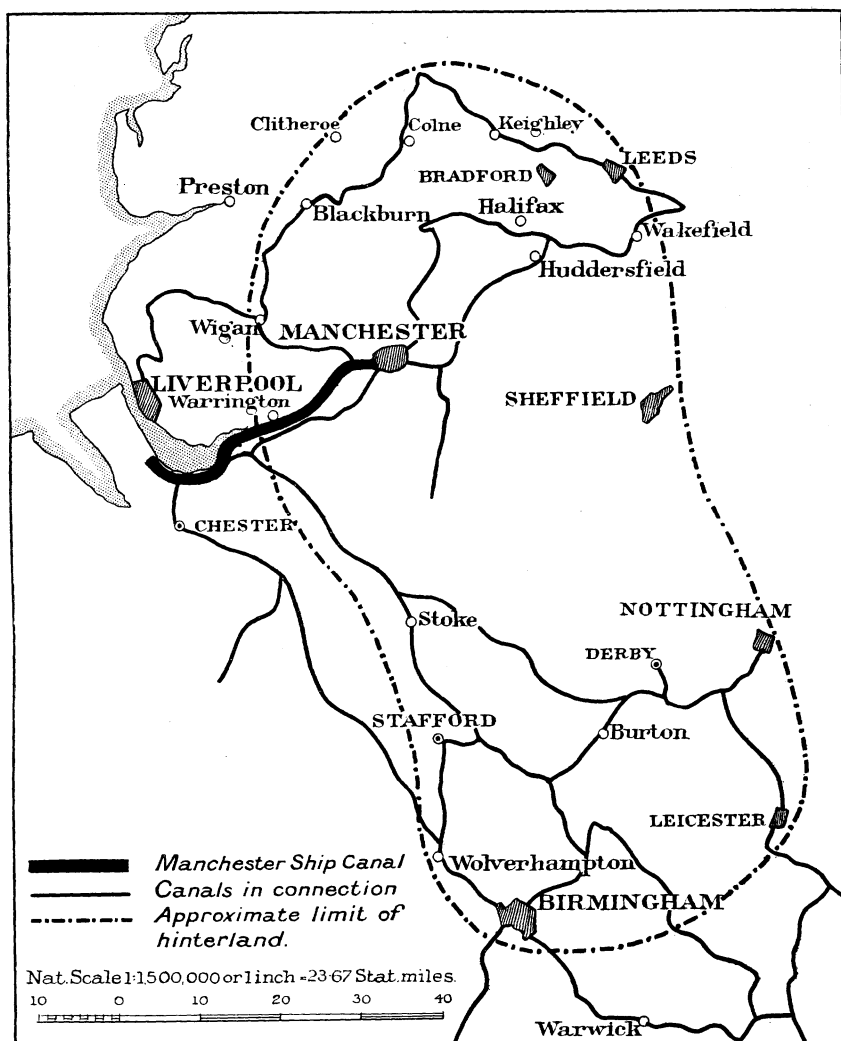 Clitheroe
Colne
Keighley
LEEDS
BRADFORD
Preston
Blackburn
Halifax
Wakefield
Huddersfield
Wigan
MANCHESTER
LIVERPOOL
Warrington
SHEFFIELD
CHESTER
Stoke
NOTTINGHAM
DERBY
STAFFORD
Burton
LEICESTER
Wolverhampton
BIRMINGHAM
Warwick
Manchester Ship Canal
Canals in connection
Approximate limit of
hinterland.
Nat. Scale 1:1,500,000 or 1 inch = 23·67 Stat. miles.
10 0 10 20 30 40